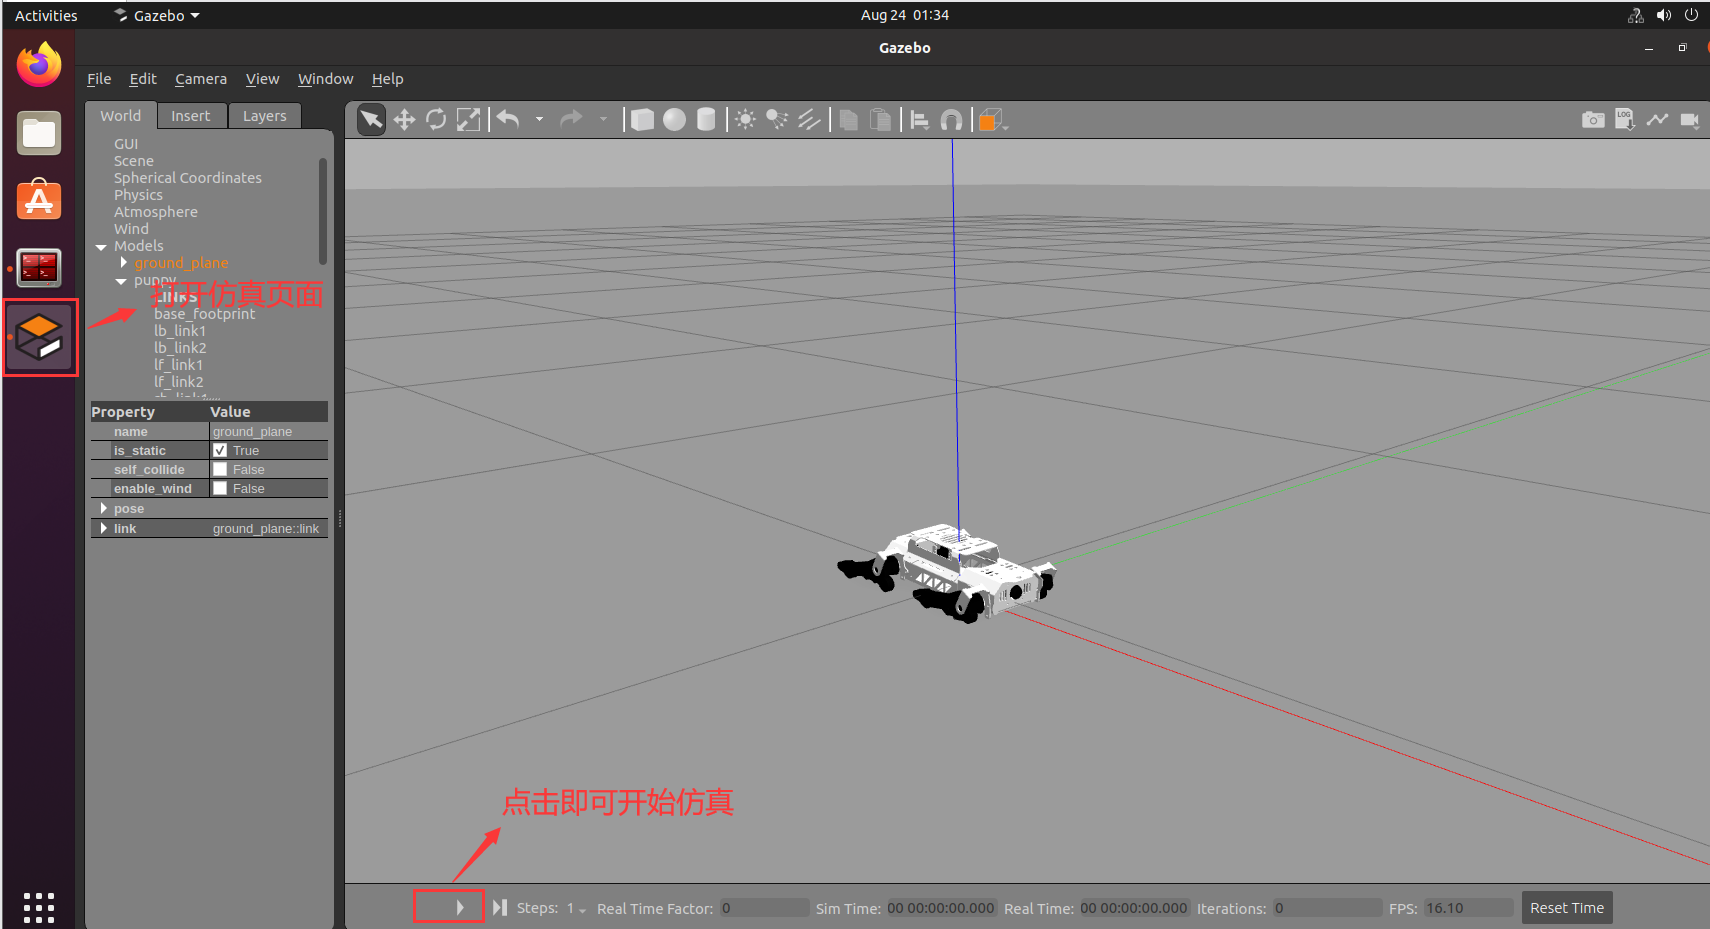 Activities
Gazebo
Aug 24 01:34
Gazebo
File Edit Camera View Window Help
World Insert Layers
GUI
Scene
Spherical Coordinates
Physics
Atmosphere
Wind
Models
ground_plane
puppy
LINKS
打开仿真页面
base_footprint
lb_link1
lb_link2
lf_link1
lf_link2
Property Value
name ground_plane
is_static True
self_collide False
enable_wind False
pose
link ground_plane::link
LOG
点击即可开始仿真
Steps: 1 Real Time Factor: 0 Sim Time: 00 00:00:00.000 Real Time: 00 00:00:00.000 Iterations: 0 FPS: 16.10 Reset Time